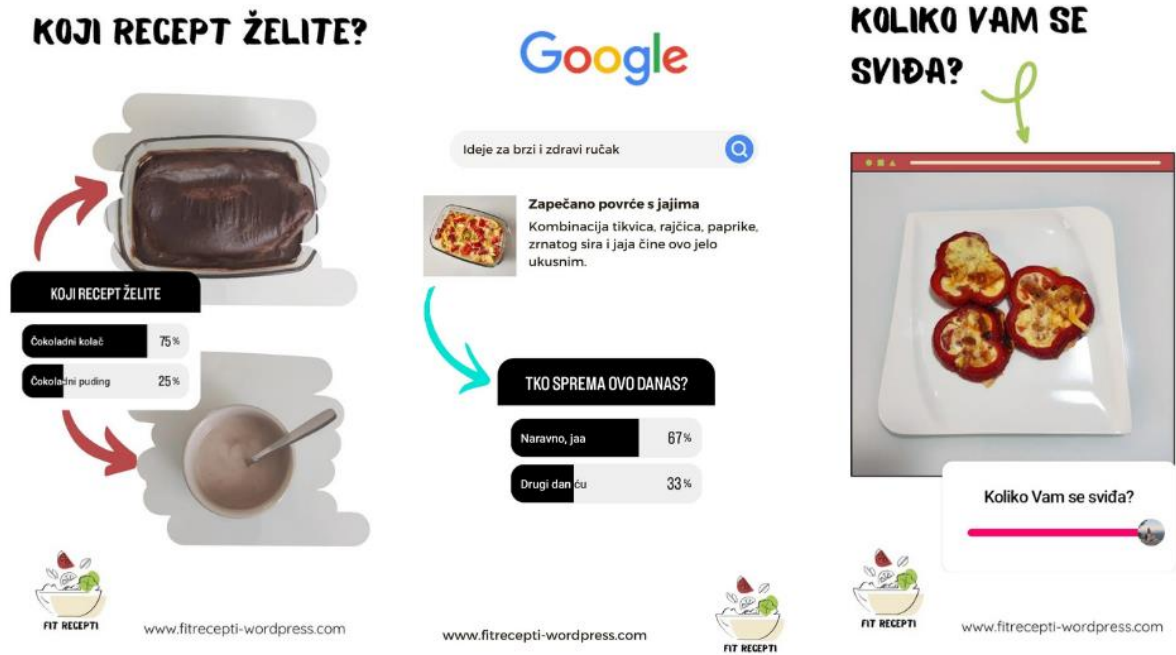 KOJI RECEPT ŽELITE?
KOJI RECEPT ŽELITE
Čokoladni kolač 75%
Čokoladni puding 25%
FIT RECEPTI
www.fitrecepti-wordpress.com
Google
Ideje za brzi i zdravi ručak
Zapečano povrće s jajima
Kombinacija tikvica, rajčica, paprike,
zrnatog sira i jaja čine ovo jelo
ukusnim.
TKO SPREMA OVO DANAS?
Naravno, jaa 67%
Drugi dan ću 33%
www.fitrecepti-wordpress.com
FIT RECEPTI
KOLIKO VAM SE
SVIĐA?
Koliko Vam se sviđa?
FIT RECEPTI
www.fitrecepti-wordpress.com